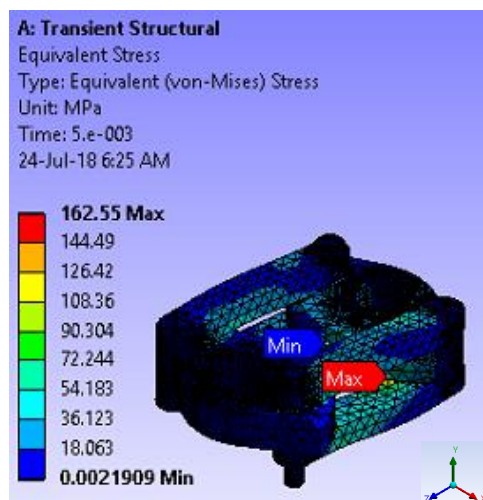 A: Transient Structural
Equivalent Stress
Type: Equivalent (von-Mises) Stress
Unit: MPa
Time: 5.e-003
24-Jul-18 6:25 AM
162.55 Max
144.49
126.42
108.36
90.304
72.244
54.183
36.123
18.063
0.0021909 Min
Min
Max
Y